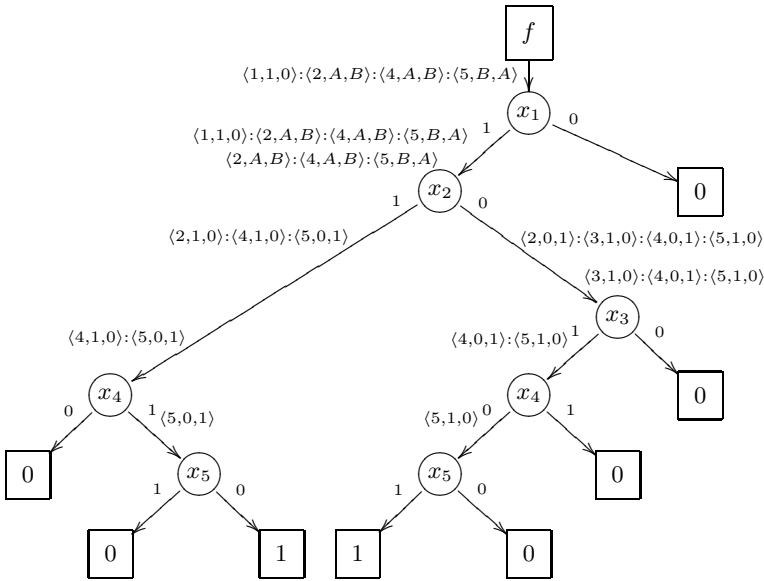 f
⟨1,1,0⟩:⟨2,A,B⟩:⟨4,A,B⟩:⟨5,B,A⟩
x₁
1 0
⟨1,1,0⟩:⟨2,A,B⟩:⟨4,A,B⟩:⟨5,B,A⟩
⟨2,A,B⟩:⟨4,A,B⟩:⟨5,B,A⟩
x₂ 0
1 0
⟨2,1,0⟩:⟨4,1,0⟩:⟨5,0,1⟩ ⟨2,0,1⟩:⟨3,1,0⟩:⟨4,0,1⟩:⟨5,1,0⟩
⟨3,1,0⟩:⟨4,0,1⟩:⟨5,1,0⟩
x₃
⟨4,1,0⟩:⟨5,0,1⟩ ⟨4,0,1⟩:⟨5,1,0⟩ 1 0
x₄ x₄ 0
0 1 ⟨5,0,1⟩ ⟨5,1,0⟩ 0 1
0 x₅ x₅ 0
1 0 1 0
0 1 1 0